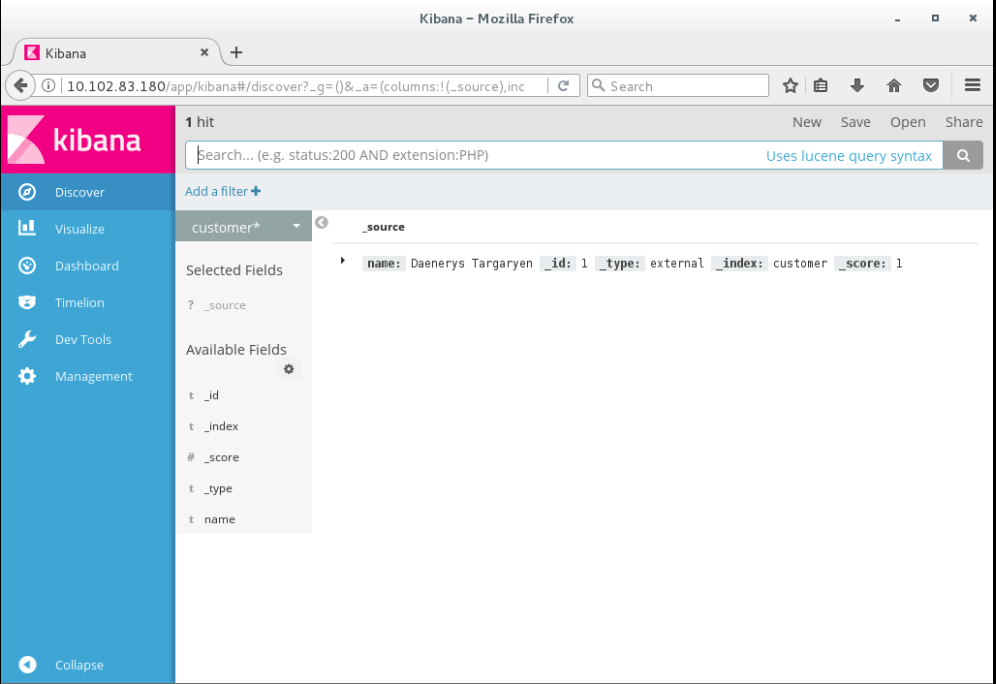 Kibana - Mozilla Firefox
Kibana
10.102.83.180/app/kibana#/discover?_g=()&_a=(columns:!(_source),inc
Search
kibana
1 hit
New Save Open Share
Search... (e.g. status:200 AND extension:PHP)
Uses lucene query syntax
Discover
Add a filter
Visualize
Dashboard
Timelion
Dev Tools
Management
Collapse
customer*
Selected Fields
? _source
Available Fields
t _id
t _index
# _score
t _type
t name
_source
name: Daenerys Targaryen _id: 1 _type: external _index: customer _score: 1